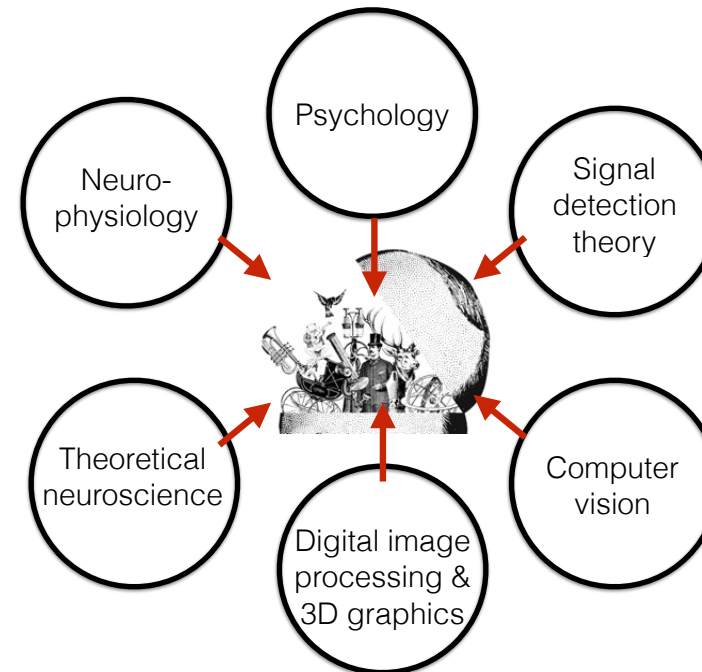 Psychology
Neuro-
physiology
Signal
detection
theory
Theoretical
neuroscience
Computer
vision
Digital image
processing &
3D graphics